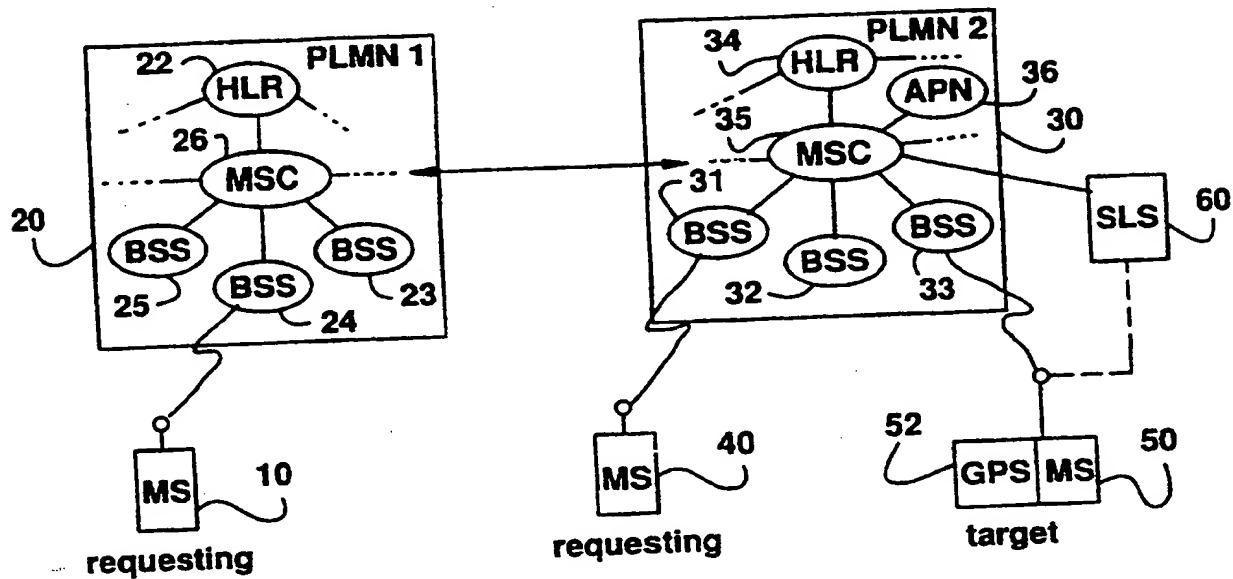 PLMN 1
22
HLR
26
MSC
20
BSS
BSS
BSS
25
24
23
MS
10
requesting
PLMN 2
34
HLR
APN
36
35
30
MSC
31
BSS
BSS
BSS
32
33
SLS
60
MS
40
requesting
52
GPS
MS
50
target